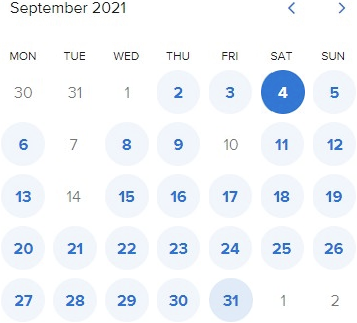 September 2021
MON TUE WED THU FRI SAT SUN
30 31 1 2 3 4 5
6 7 8 9 10 11 12
13 14 15 16 17 18 19
20 21 22 23 24 25 26
27 28 29 30 31 1 2